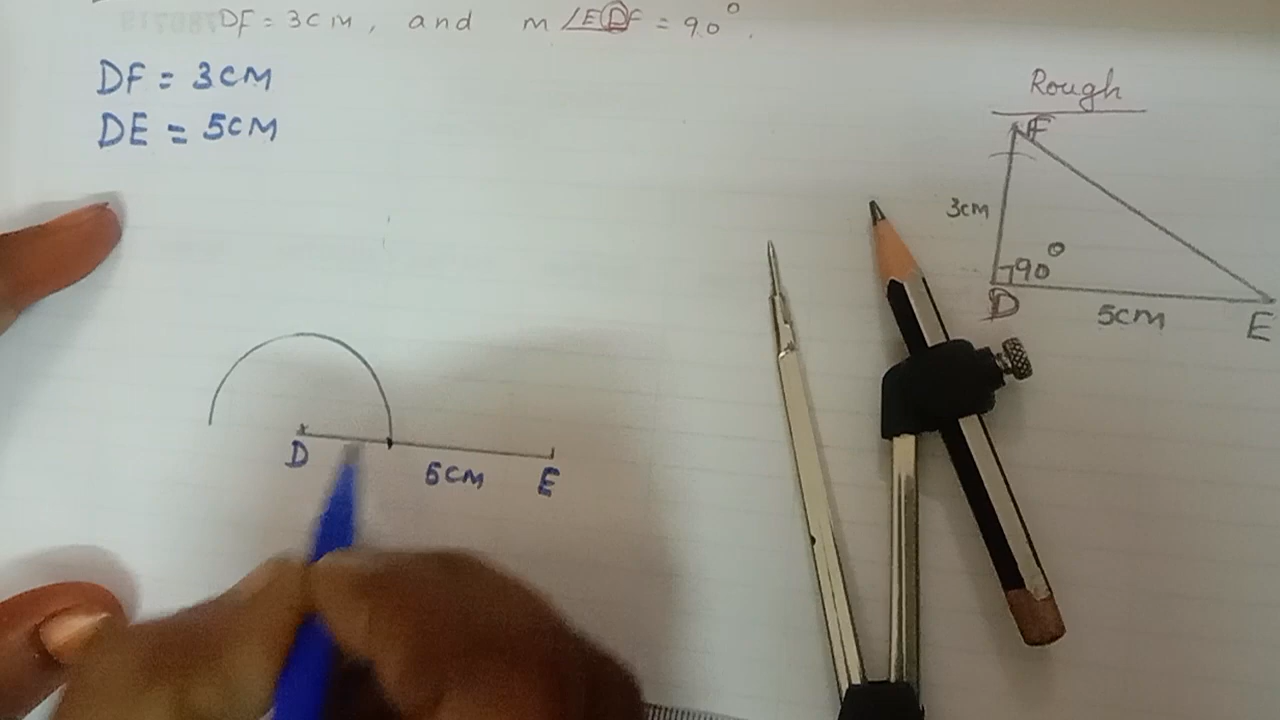 DF = 3cm, and m∠EDF = 90°.
DF = 3cm
DE = 5cm
Rough
F
3cm
90°
D
5cm
E
D
5cm
E